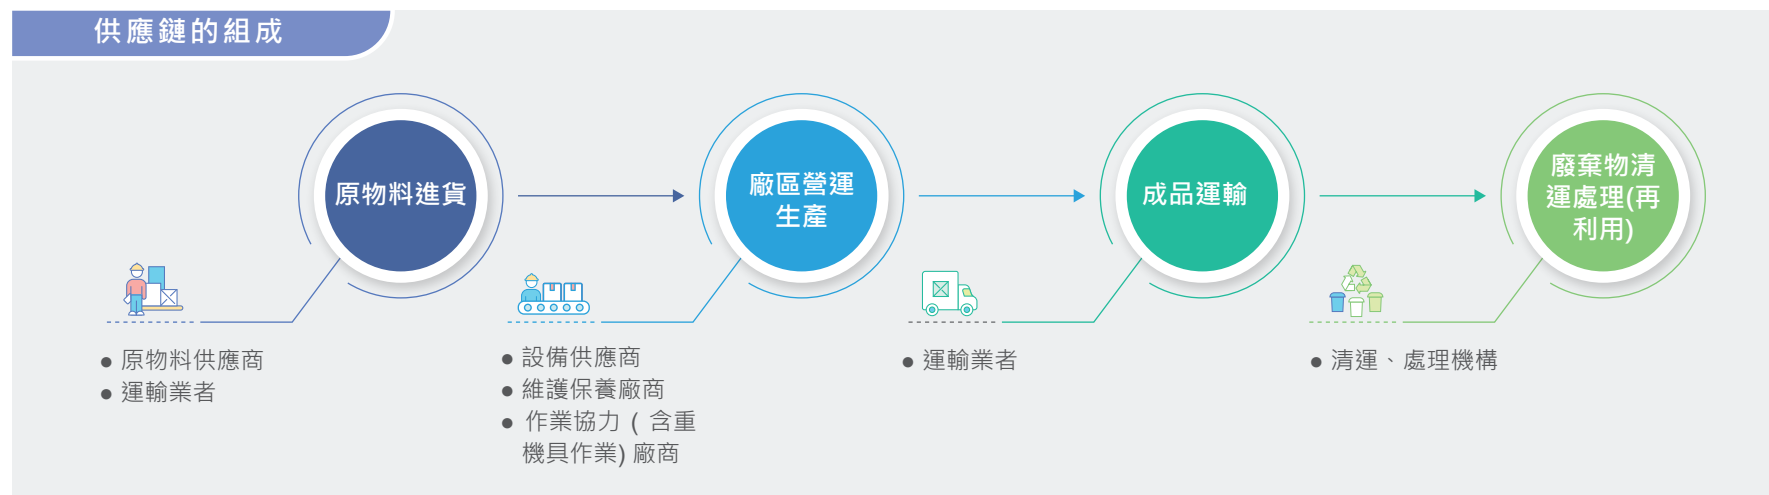 供應鏈的組成
原物料進貨
廠區營運
生產
成品運輸
廢棄物清
運處理(再
利用)
● 原物料供應商
● 運輸業者
● 設備供應商
● 維護保養廠商
● 作業協力 ( 含重
機具作業) 廠商
● 運輸業者
● 清運、處理機構